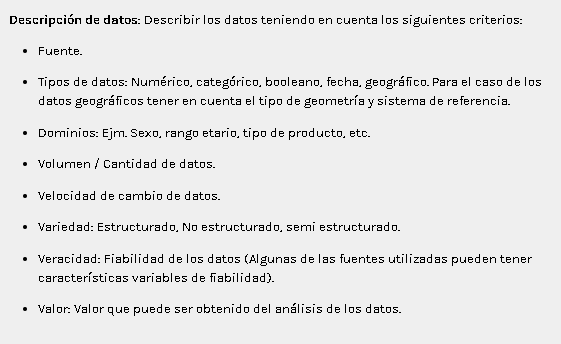 Descripción de datos: Describir los datos teniendo en cuenta los siguientes criterios:
• Fuente.
• Tipos de datos: Numérico, categórico, booleano, fecha, geográfico. Para el caso de los
datos geográficos tener en cuenta el tipo de geometría y sistema de referencia.
• Dominios: Ejm. Sexo, rango etario, tipo de producto, etc.
• Volumen / Cantidad de datos.
• Velocidad de cambio de datos.
• Variedad: Estructurado, No estructurado, semi estructurado.
• Veracidad: Fiabilidad de los datos (Algunas de las fuentes utilizadas pueden tener
características variables de fiabilidad).
• Valor: Valor que puede ser obtenido del análisis de los datos.